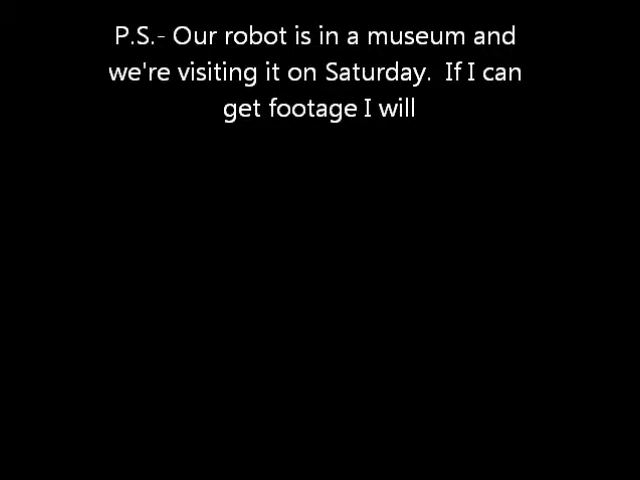 P.S.- Our robot is in a museum and
we're visiting it on Saturday.  If I can
get footage I will